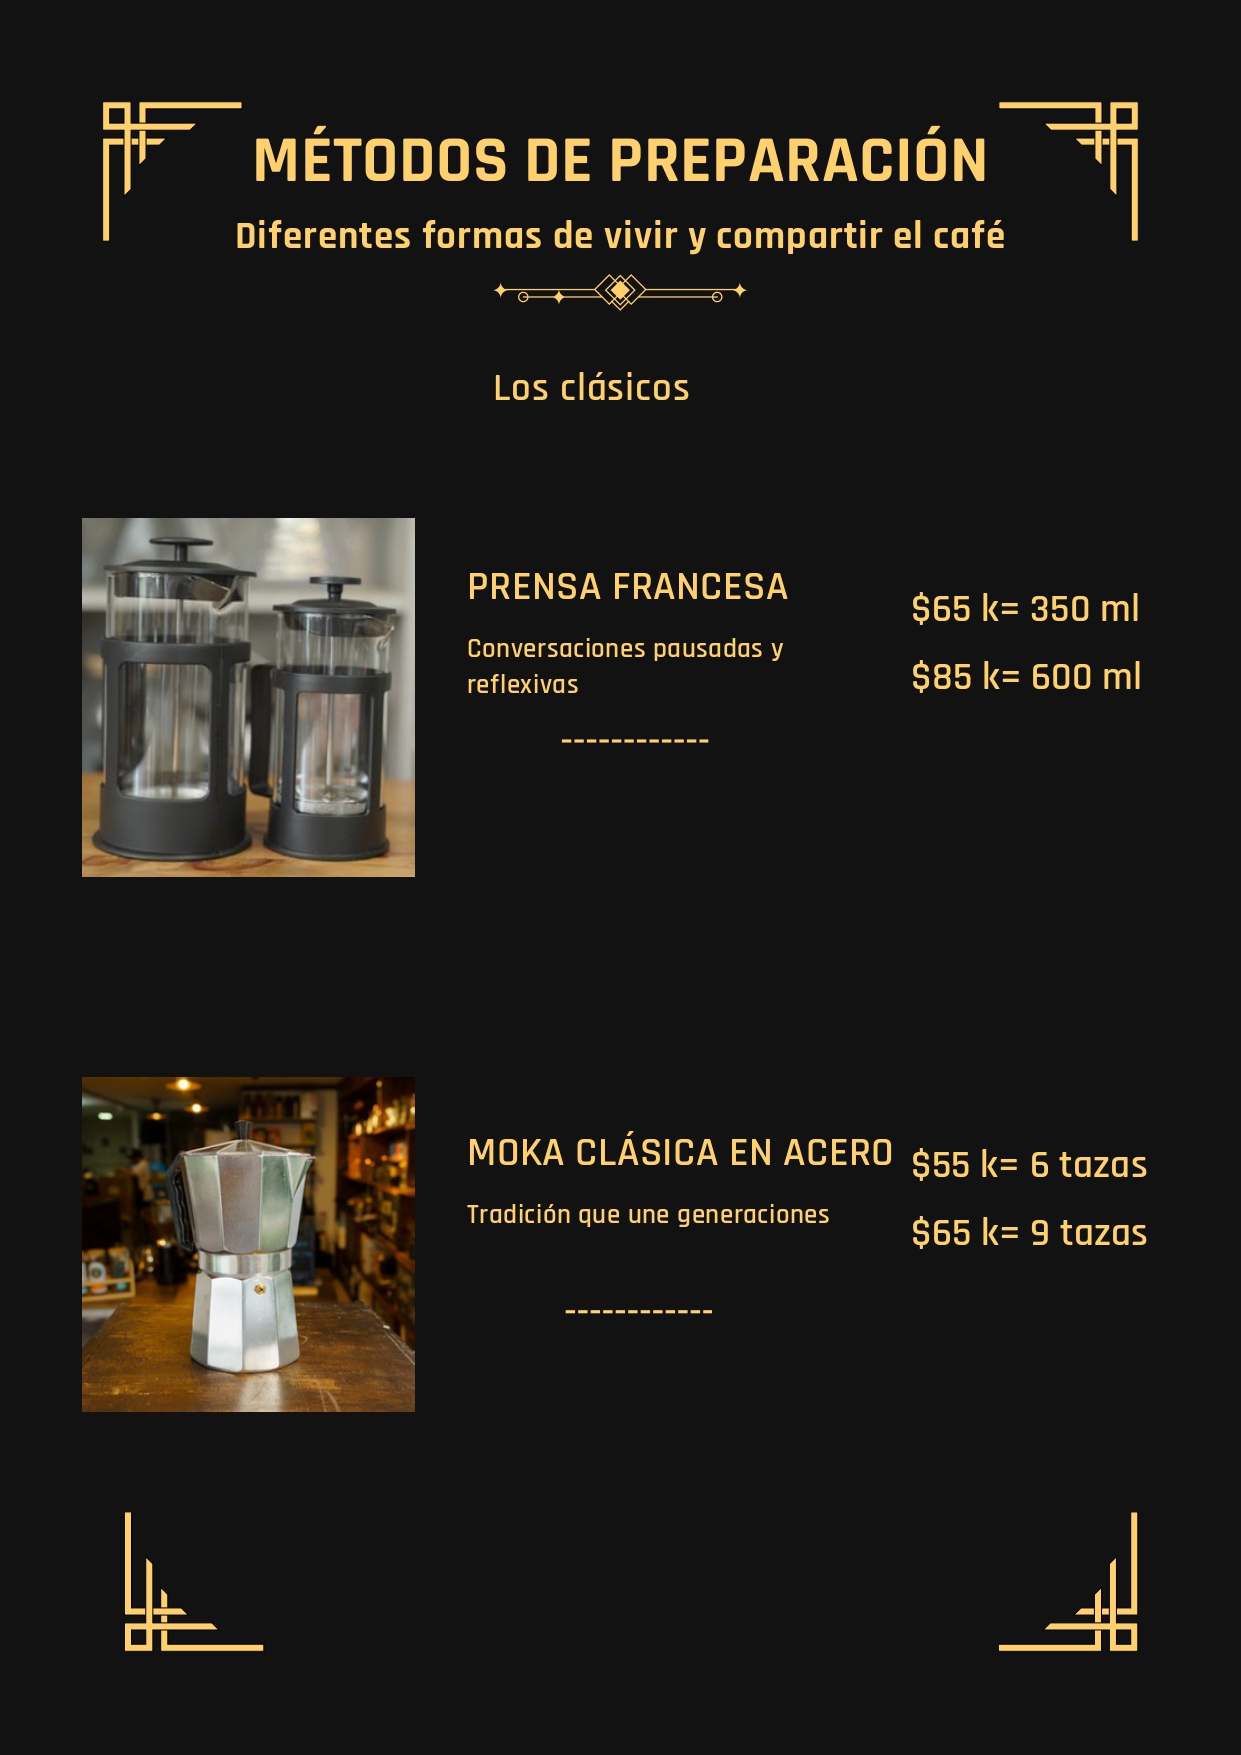 MÉTODOS DE PREPARACIÓN
Diferentes formas de vivir y compartir el café
Los clásicos
PRENSA FRANCESA
Conversaciones pausadas y
reflexivas
------------
$65 k= 350 ml
$85 k= 600 ml
MOKA CLÁSICA EN ACERO
Tradición que une generaciones
------------
$55 k= 6 tazas
$65 k= 9 tazas